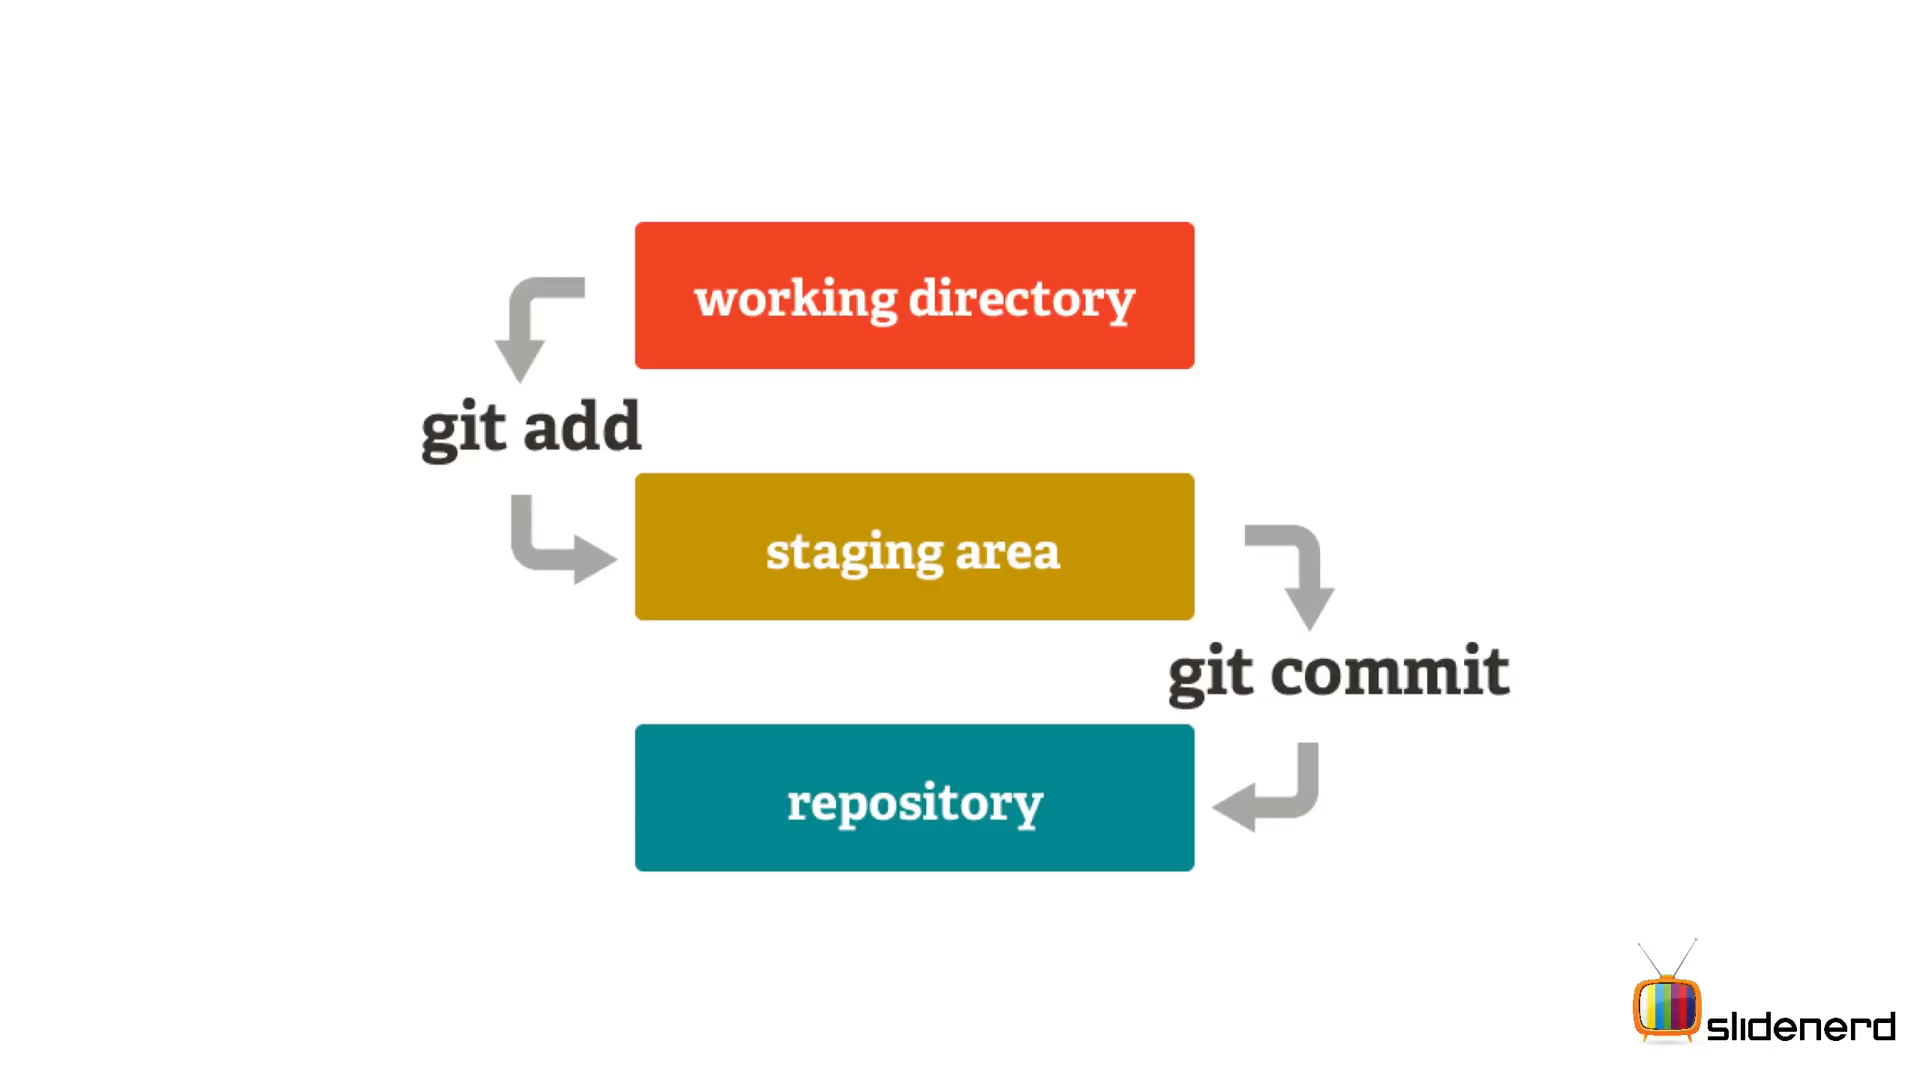 working directory
git add
staging area
git commit
repository
slidenerd